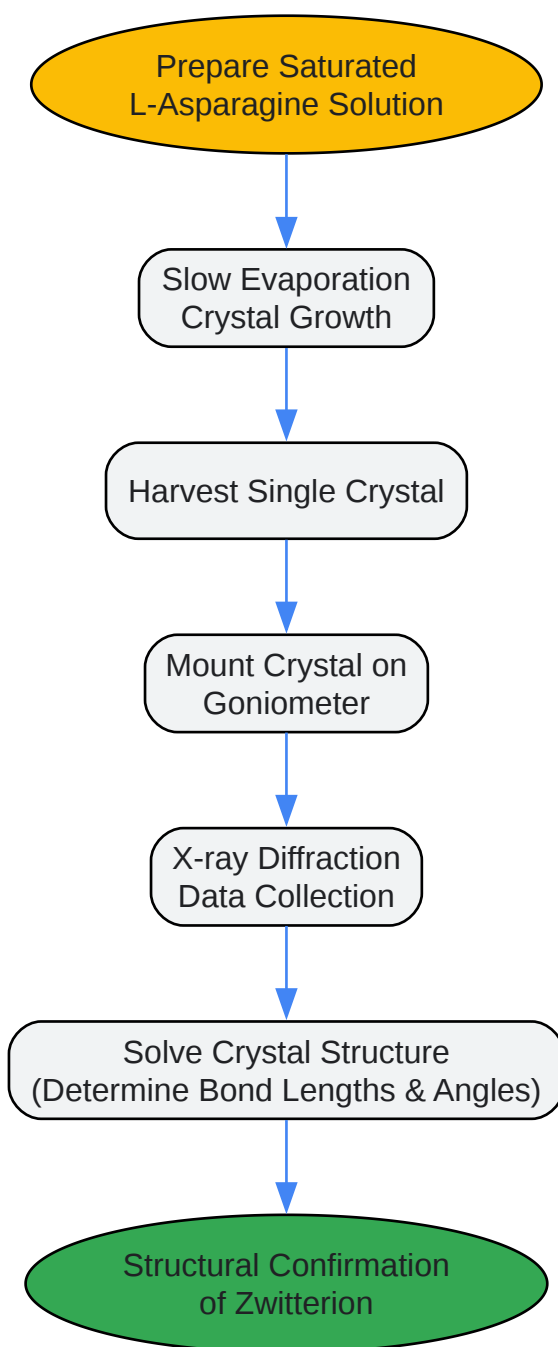 Prepare Saturated
L-Asparagine Solution
Slow Evaporation
Crystal Growth
Harvest Single Crystal
Mount Crystal on
Goniometer
X-ray Diffraction
Data Collection
Solve Crystal Structure
(Determine Bond Lengths & Angles)
Structural Confirmation
of Zwitterion